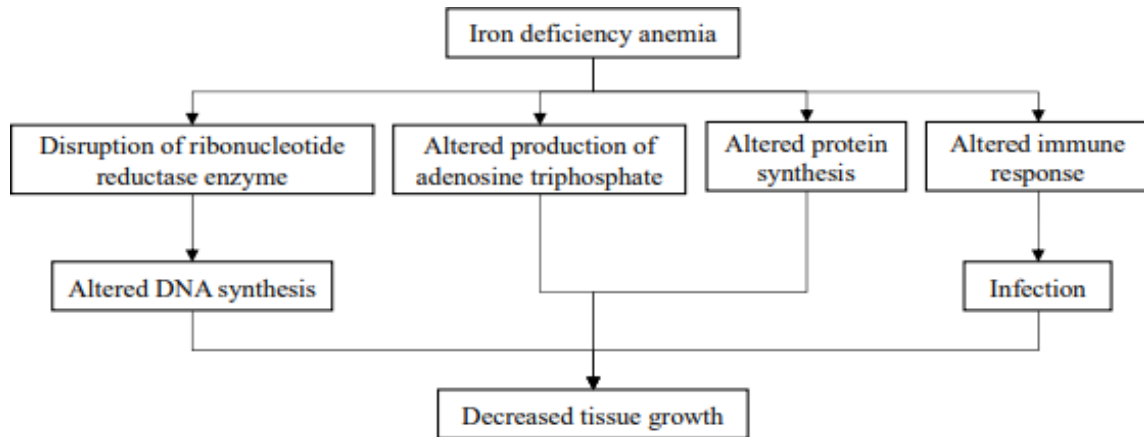 Iron deficiency anemia
Disruption of ribonucleotide
reductase enzyme
Altered production of
adenosine triphosphate
Altered protein
synthesis
Altered immune
response
Altered DNA synthesis
Infection
Decreased tissue growth